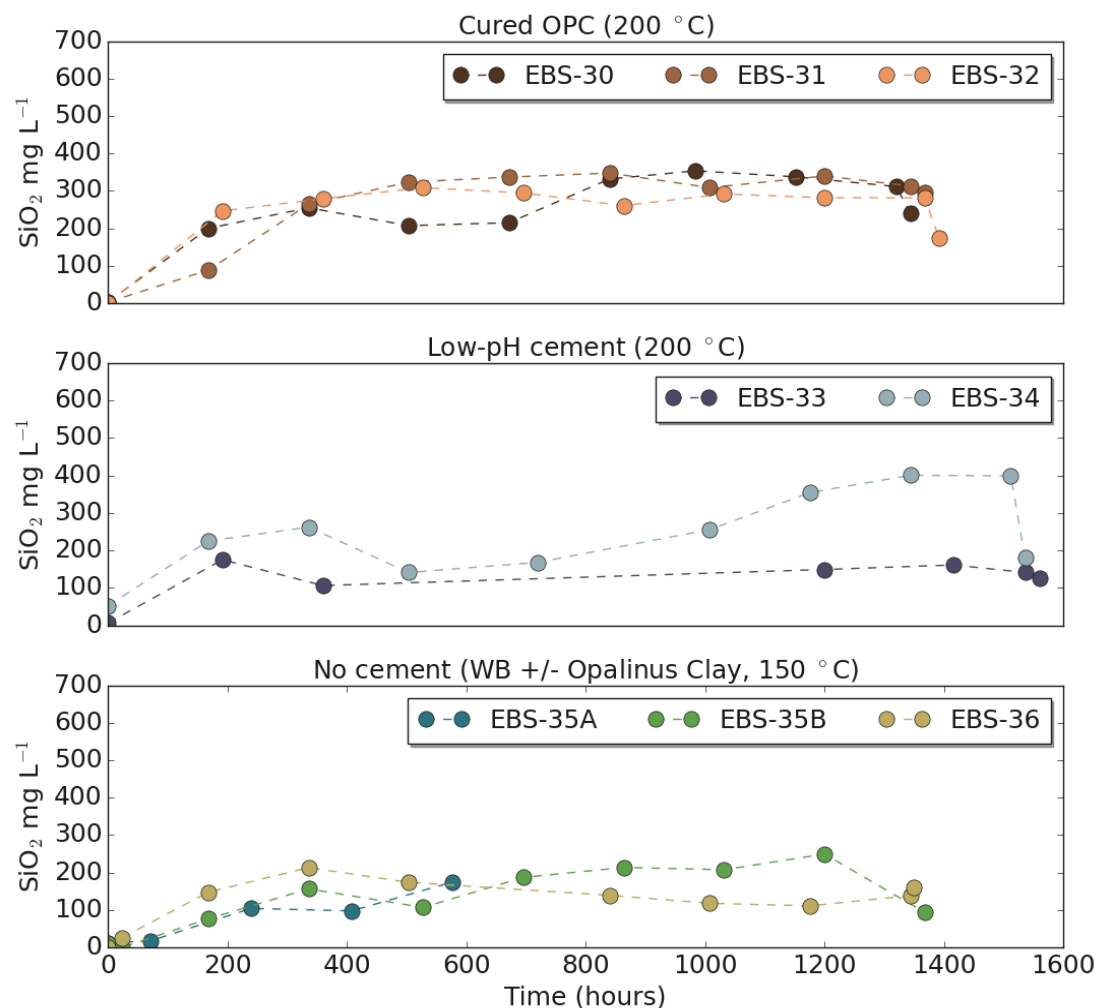 Cured OPC (200 °C)
EBS-30 EBS-31 EBS-32
700
600
500
400
300
200
100
0
SiO₂ mg L⁻¹
Low-pH cement (200 °C)
EBS-33 EBS-34
700
600
500
400
300
200
100
0
SiO₂ mg L⁻¹
No cement (WB +/- Opalinus Clay, 150 °C)
EBS-35A EBS-35B EBS-36
700
600
500
400
300
200
100
0
SiO₂ mg L⁻¹
0 200 400 600 800 1000 1200 1400 1600
Time (hours)